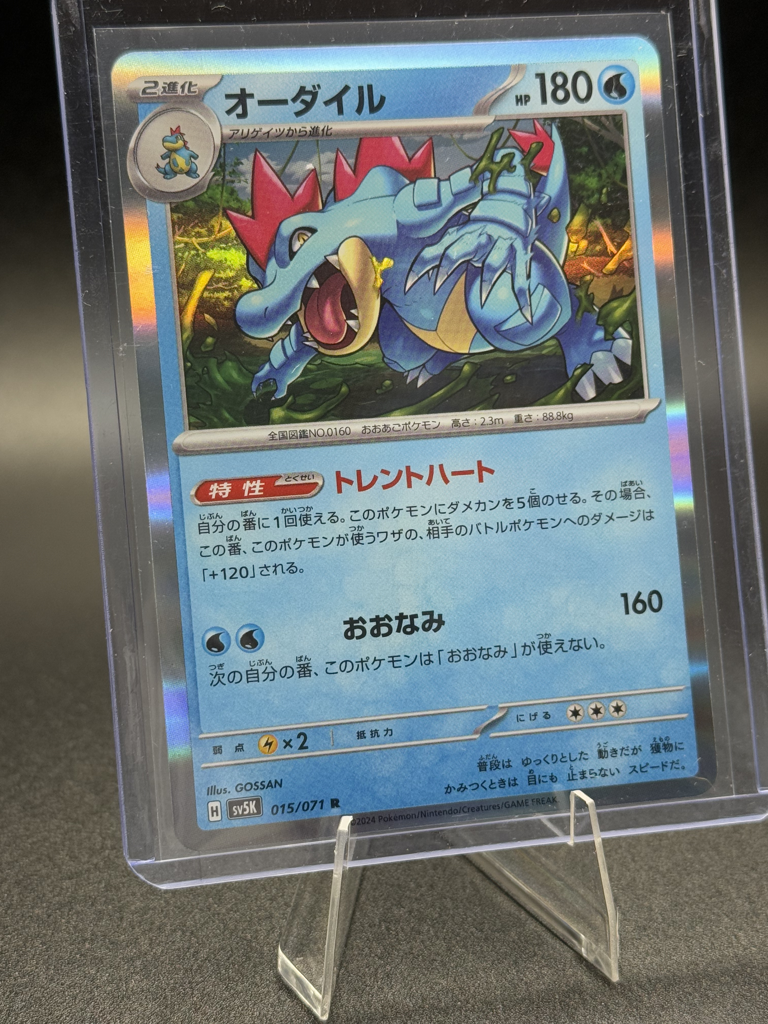 2進化 オーダイル HP 180
アリゲイツから進化
全国図鑑NO.0160 おおあごポケモン 高さ:2.3m 重さ:88.8kg
特性 とくせい トレントハート
自分の番に1回使える。このポケモンにダメカンを5個のせる。その場合、
この番、このポケモンが使うワザの、相手のバトルポケモンへのダメージは
「+120」される。
おおなみ 160
次の自分の番、このポケモンは「おおなみ」が使えない。
弱点 ×2 抵抗力 にげる
普段は ゆっくりとした 動きだが 獲物に
かみつくときは 目にも 止まらない スピードだ。
Illus. GOSSAN
H SV5K 015/071 R
©2024 Pokémon/Nintendo/Creatures/GAME FREAK